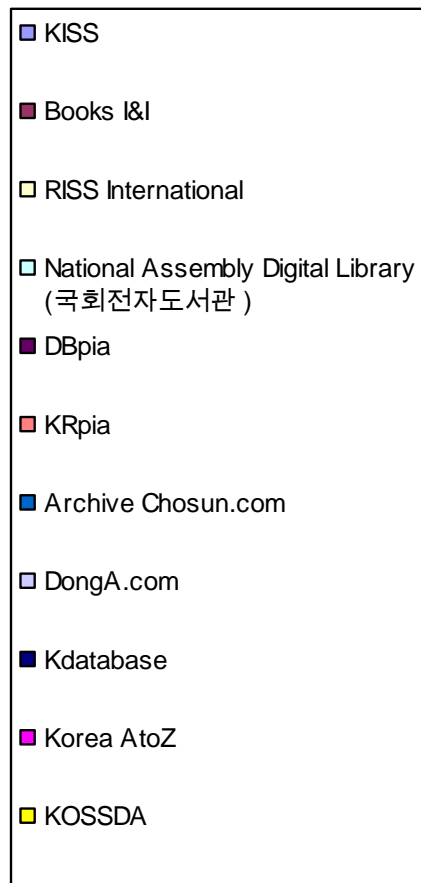 KISS
Books I&I
RISS International
National Assembly Digital Library
(국회전자도서관 )
DBpia
KRpia
Archive Chosun.com
DongA.com
Kdatabase
Korea AtoZ
KOSSDA